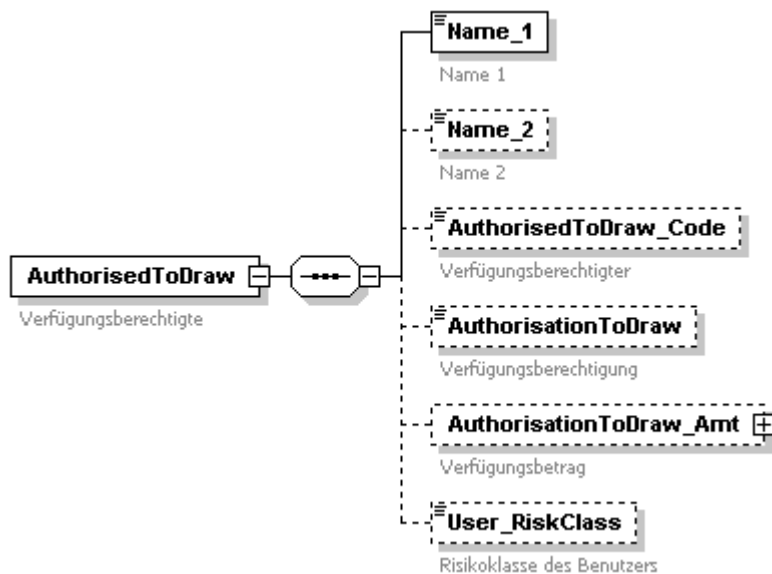 Name_1
Name 1
Name_2
Name 2
AuthorisedToDraw_Code
Verfügungsberechtigter
AuthorisedToDraw
Verfügungsberechtigte
AuthorisationToDraw
Verfügungsberechtigung
AuthorisationToDraw_Amt
Verfügungsbetrag
User_RiskClass
Risikoklasse des Benutzers